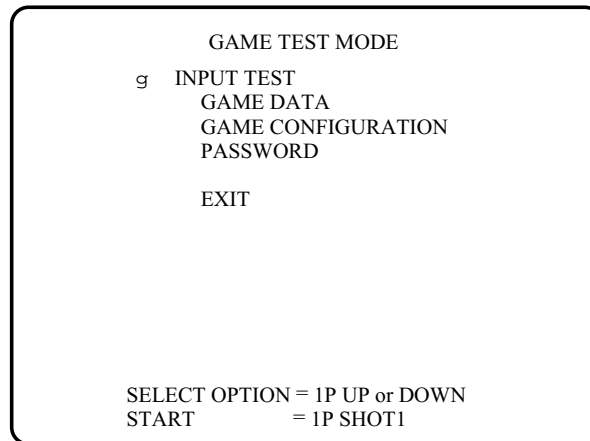 GAME TEST MODE
g INPUT TEST
GAME DATA
GAME CONFIGURATION
PASSWORD
EXIT
SELECT OPTION = 1P UP or DOWN
START = 1P SHOT1